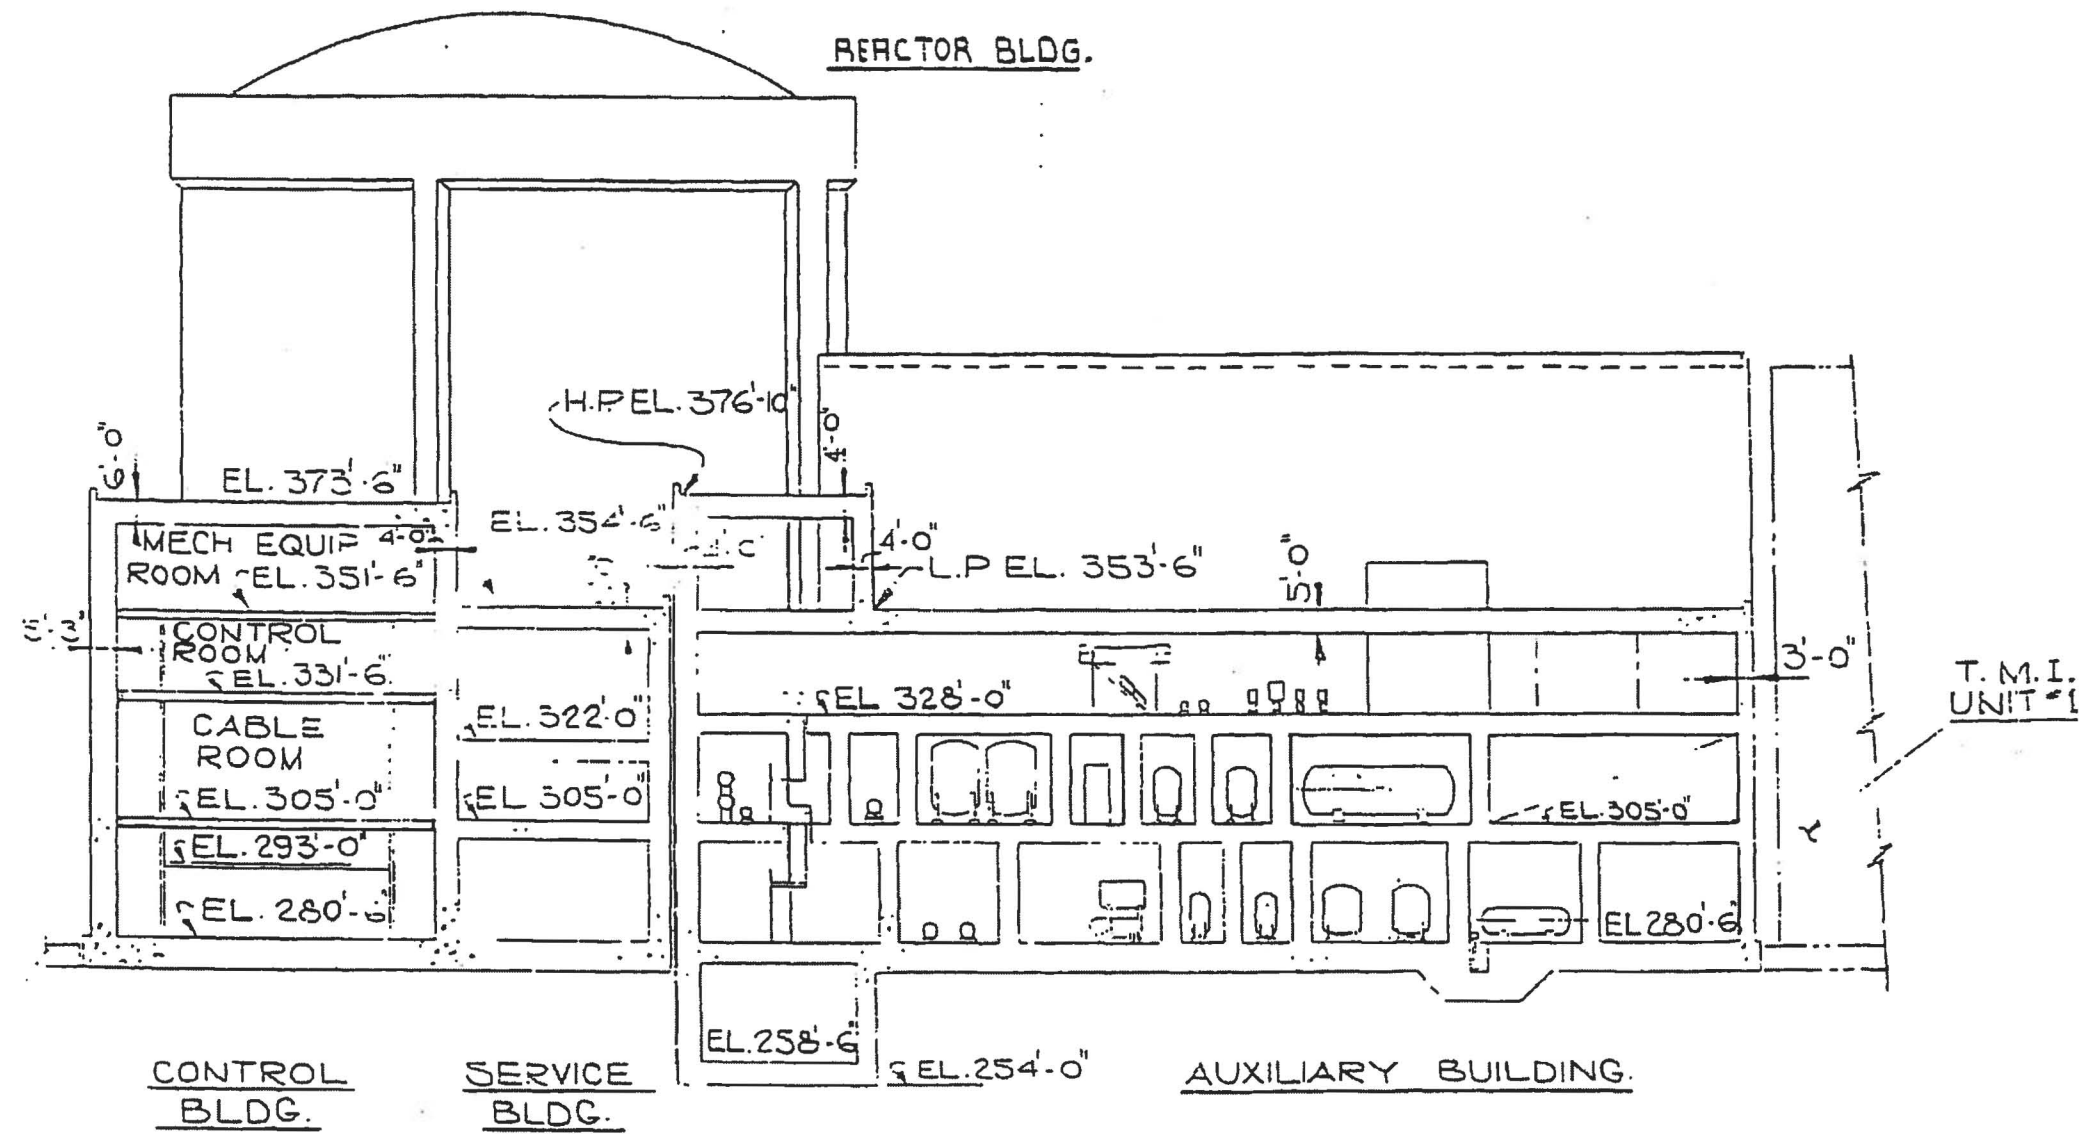 REACTOR BLDG.
H.P EL. 376'-10"
4'-0"
6'-0"
EL. 373'-6"
EL. 354'-6"
MECH EQUIP
ROOM
4'-0"
EL. 351'-6"
4'-0"
L.P EL. 353'-6"
5'-0"
CONTROL
ROOM
EL. 331'-6"
3'-0"
T. M. I.
UNIT #1
EL 328'-0"
EL. 322'-0"
CABLE
ROOM
EL. 305'-0"
EL 305'-0"
EL. 305'-0"
EL. 293'-0"
EL. 280'-6"
EL 280'-6"
EL. 258'-6"
EL. 254'-0"
CONTROL
BLDG.
SERVICE
BLDG.
AUXILIARY BUILDING.